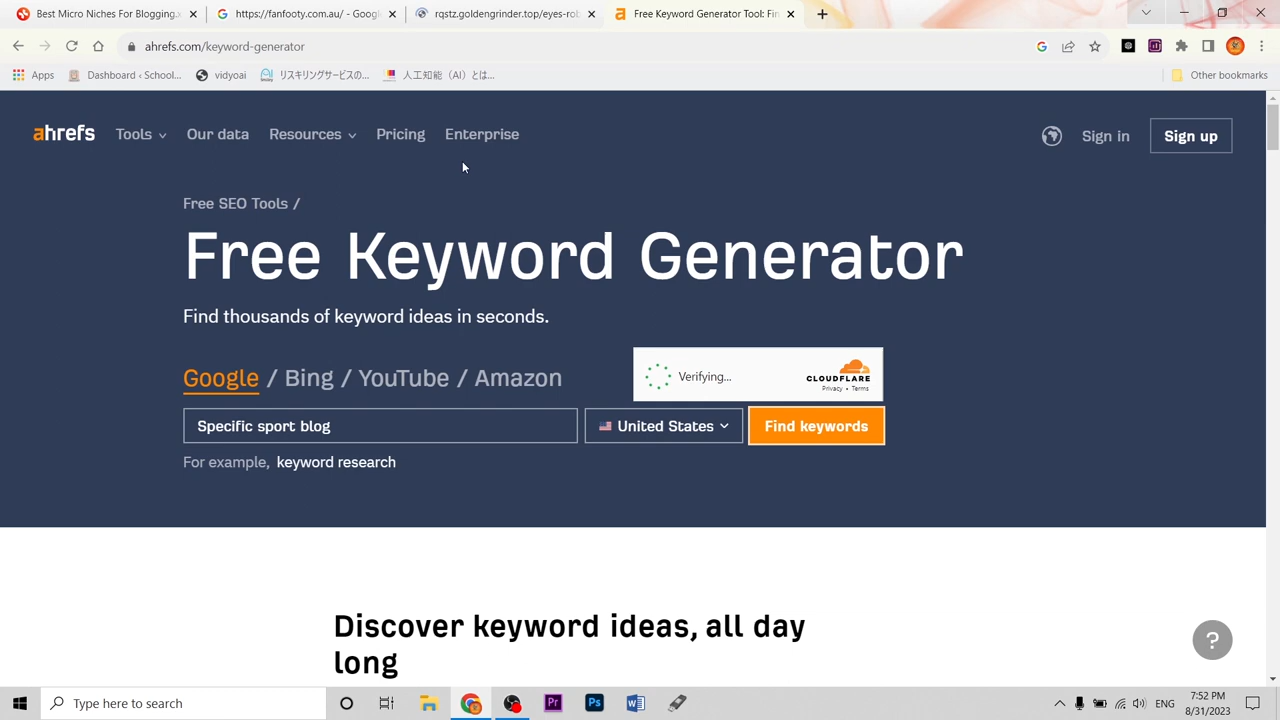 Best Micro Niches For Blogging.
https://fanfooty.com.au/ - Googl
rqstz.goldengrinder.top/eyes-rob
Free Keyword Generator Tool: Fin
ahrefs.com/keyword-generator
Apps
Dashboard ‹ School...
vidyoai
リスキリングサービスの...
人工知能（AI）とは...
Other bookmarks
ahrefs
Tools
Our data
Resources
Pricing
Enterprise
Sign in
Sign up
Free SEO Tools /
Free Keyword Generator
Find thousands of keyword ideas in seconds.
Google / Bing / YouTube / Amazon
Verifying...
CLOUDFLARE
Privacy • Terms
Specific sport blog
United States
Find keywords
For example, keyword research
Discover keyword ideas, all day
long
?
Type here to search
Pr
Ps
W
ENG
7:52 PM
8/31/2023